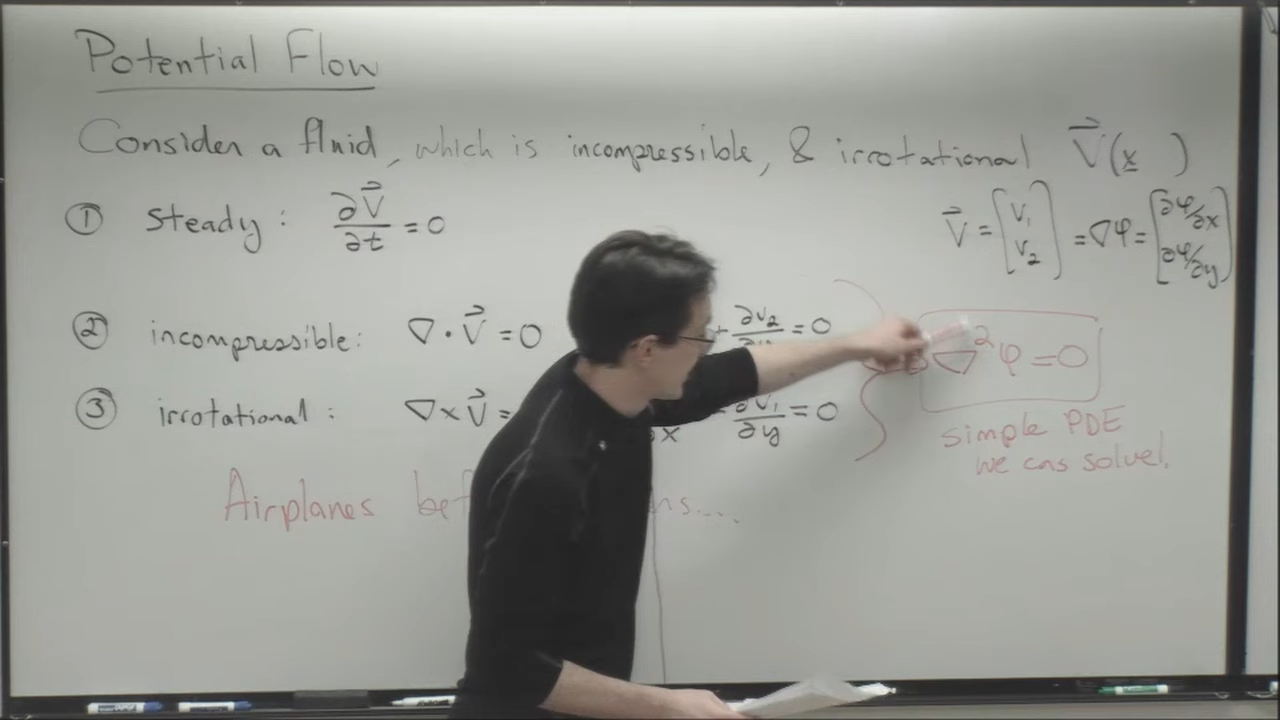 Potential Flow
Consider a fluid, which is incompressible, & irrotational V⃗(x )
① Steady: ∂V⃗/∂t = 0
V⃗ = [V₁ V₂] = ∇φ = [∂φ/∂x ∂φ/∂y]
② incompressible: ∇·V⃗ = 0 + ∂V₂/∂y = 0
∇²φ = 0
③ irrotational: ∇×V⃗ = ∂x ∂V₁/∂y = 0
simple PDE
we can solve!
Airplanes